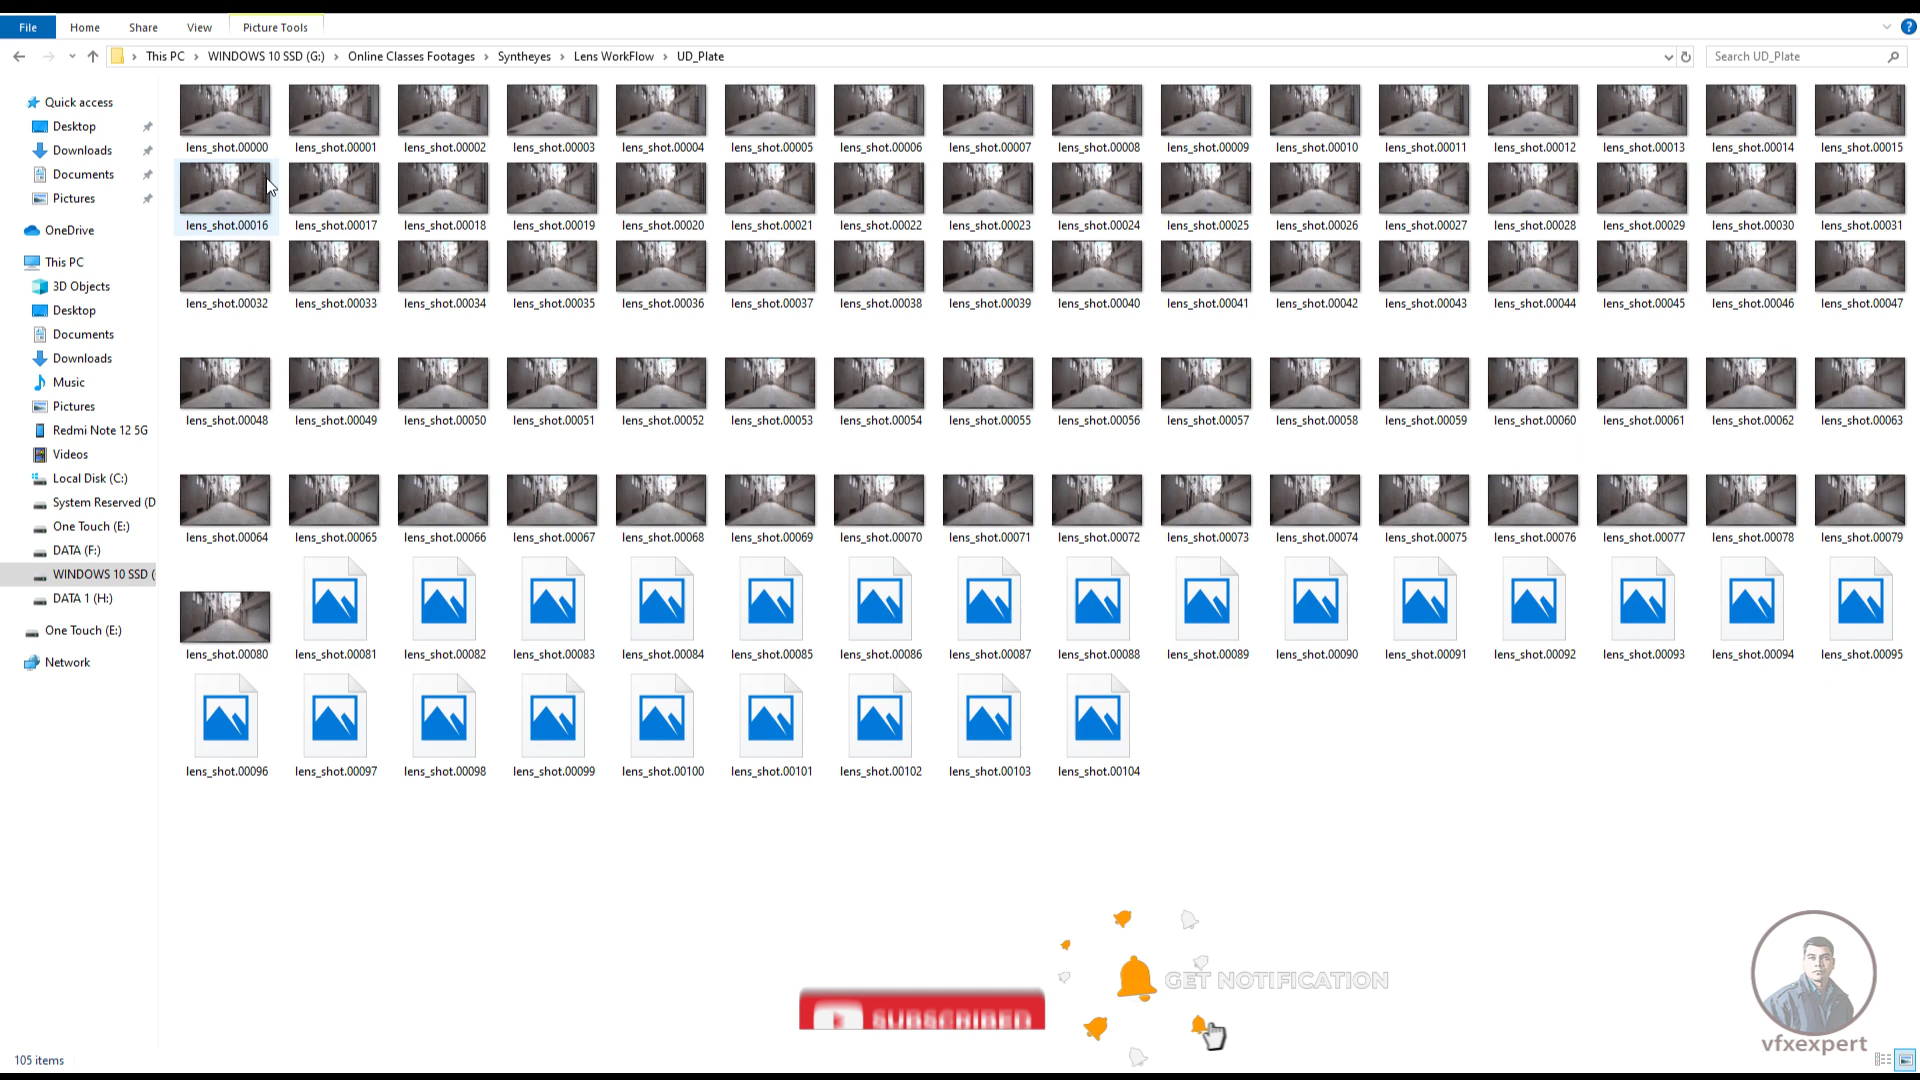 File Home Share View Picture Tools
This PC › WINDOWS 10 SSD (G:) › Online Classes Footages › Syntheyes › Lens WorkFlow › UD_Plate
Search UD_Plate
Quick access
Desktop
Downloads
Documents
Pictures
OneDrive
This PC
3D Objects
Desktop
Documents
Downloads
Music
Pictures
Redmi Note 12 5G
Videos
Local Disk (C:)
System Reserved (D
One Touch (E:)
DATA (F:)
WINDOWS 10 SSD (
DATA 1 (H:)
One Touch (E:)
Network
lens_shot.00000 lens_shot.00001 lens_shot.00002 lens_shot.00003 lens_shot.00004 lens_shot.00005 lens_shot.00006 lens_shot.00007 lens_shot.00008 lens_shot.00009 lens_shot.00010 lens_shot.00011 lens_shot.00012 lens_shot.00013 lens_shot.00014 lens_shot.00015
lens_shot.00016 lens_shot.00017 lens_shot.00018 lens_shot.00019 lens_shot.00020 lens_shot.00021 lens_shot.00022 lens_shot.00023 lens_shot.00024 lens_shot.00025 lens_shot.00026 lens_shot.00027 lens_shot.00028 lens_shot.00029 lens_shot.00030 lens_shot.00031
lens_shot.00032 lens_shot.00033 lens_shot.00034 lens_shot.00035 lens_shot.00036 lens_shot.00037 lens_shot.00038 lens_shot.00039 lens_shot.00040 lens_shot.00041 lens_shot.00042 lens_shot.00043 lens_shot.00044 lens_shot.00045 lens_shot.00046 lens_shot.00047
lens_shot.00048 lens_shot.00049 lens_shot.00050 lens_shot.00051 lens_shot.00052 lens_shot.00053 lens_shot.00054 lens_shot.00055 lens_shot.00056 lens_shot.00057 lens_shot.00058 lens_shot.00059 lens_shot.00060 lens_shot.00061 lens_shot.00062 lens_shot.00063
lens_shot.00064 lens_shot.00065 lens_shot.00066 lens_shot.00067 lens_shot.00068 lens_shot.00069 lens_shot.00070 lens_shot.00071 lens_shot.00072 lens_shot.00073 lens_shot.00074 lens_shot.00075 lens_shot.00076 lens_shot.00077 lens_shot.00078 lens_shot.00079
lens_shot.00080 lens_shot.00081 lens_shot.00082 lens_shot.00083 lens_shot.00084 lens_shot.00085 lens_shot.00086 lens_shot.00087 lens_shot.00088 lens_shot.00089 lens_shot.00090 lens_shot.00091 lens_shot.00092 lens_shot.00093 lens_shot.00094 lens_shot.00095
lens_shot.00096 lens_shot.00097 lens_shot.00098 lens_shot.00099 lens_shot.00100 lens_shot.00101 lens_shot.00102 lens_shot.00103 lens_shot.00104
GET NOTIFICATION
SUBSCRIBED
vfxexpert
105 items